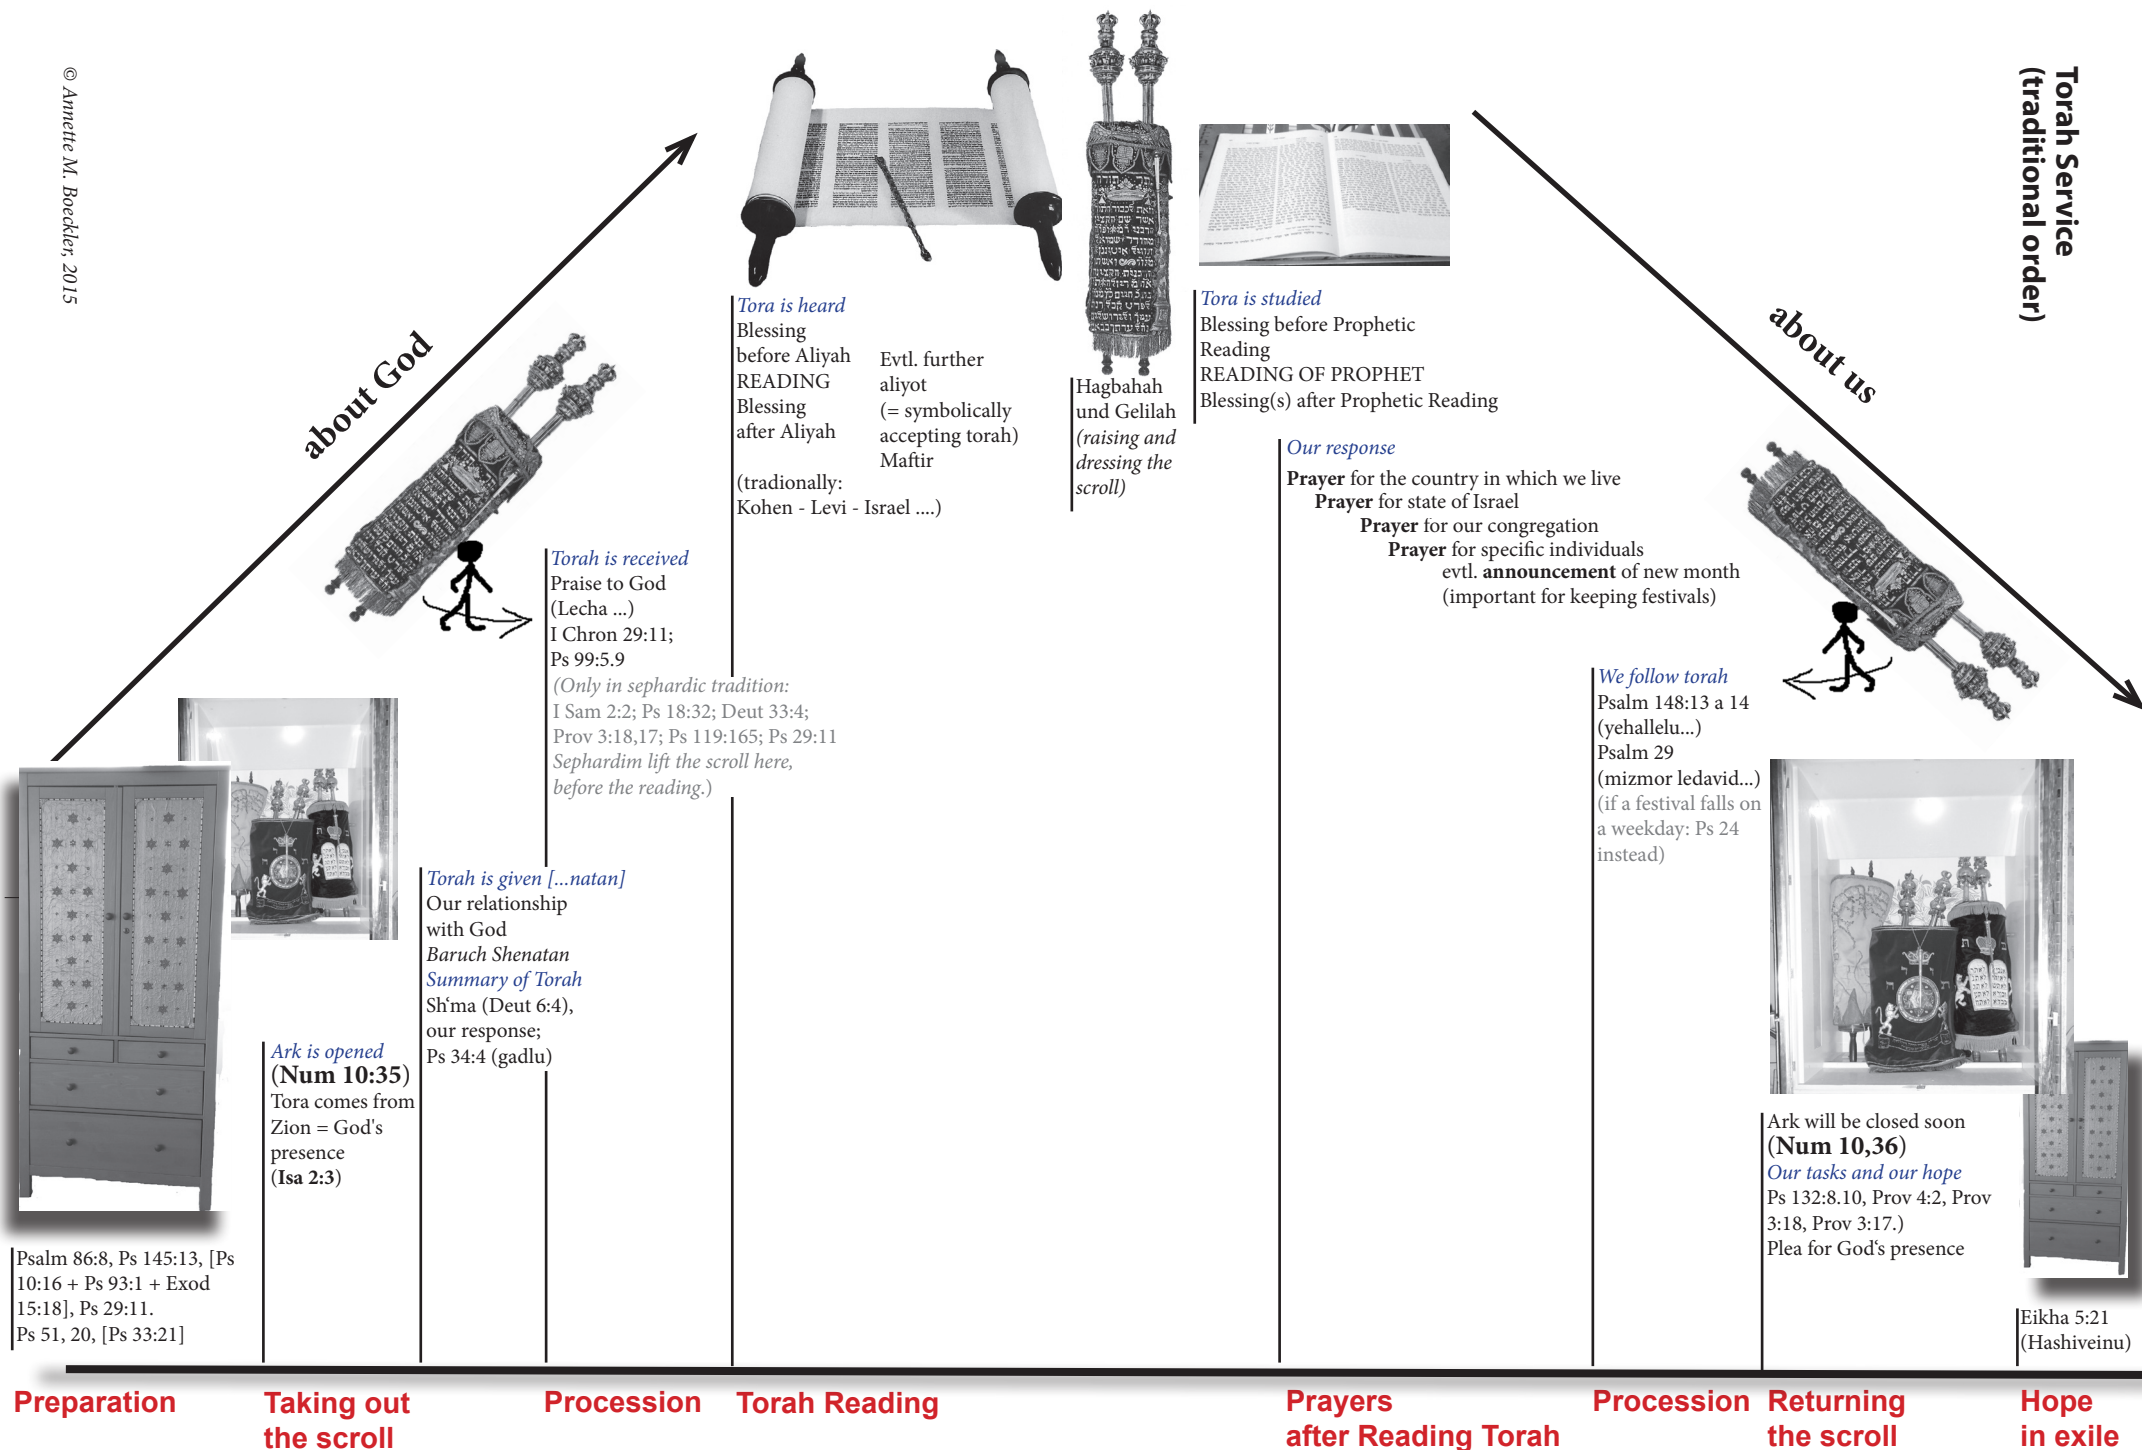 Torah Service
(traditional order)
© Annette M. Boeckler, 2015
about God
about us
Psalm 86:8, Ps 145:13, [Ps
10:16 + Ps 93:1 + Exod
15:18], Ps 29:11.
Ps 51, 20, [Ps 33:21]
Ark is opened
(Num 10:35)
Tora comes from
Zion = God's
presence
(Isa 2:3)
Torah is given [...natan]
Our relationship
with God
Baruch Shenatan
Summary of Torah
Sh‘ma (Deut 6:4),
our response;
Ps 34:4 (gadlu)
Torah is received
Praise to God
(Lecha ...)
I Chron 29:11;
Ps 99:5.9
(Only in sephardic tradition:
I Sam 2:2; Ps 18:32; Deut 33:4;
Prov 3:18,17; Ps 119:165; Ps 29:11
Sephardim lift the scroll here,
before the reading.)
Tora is heard
Blessing
before Aliyah
READING
Blessing
after Aliyah
(tradionally:
Kohen - Levi - Israel ....)
Evtl. further
aliyot
(= symbolically
accepting torah)
Maftir
Hagbahah
und Gelilah
(raising and
dressing the
scroll)
Tora is studied
Blessing before Prophetic
Reading
READING OF PROPHET
Blessing(s) after Prophetic Reading
Our response
Prayer for the country in which we live
Prayer for state of Israel
Prayer for our congregation
Prayer for specific individuals
evtl. announcement of new month
(important for keeping festivals)
We follow torah
Psalm 148:13 a 14
(yehallelu...)
Psalm 29
(mizmor ledavid...)
(if a festival falls on
a weekday: Ps 24
instead)
Ark will be closed soon
(Num 10,36)
Our tasks and our hope
Ps 132:8.10, Prov 4:2, Prov
3:18, Prov 3:17.)
Plea for God‘s presence
Eikha 5:21
(Hashiveinu)
Preparation
Taking out
the scroll
Procession
Torah Reading
Prayers
after Reading Torah
Procession
Returning
the scroll
Hope
in exile